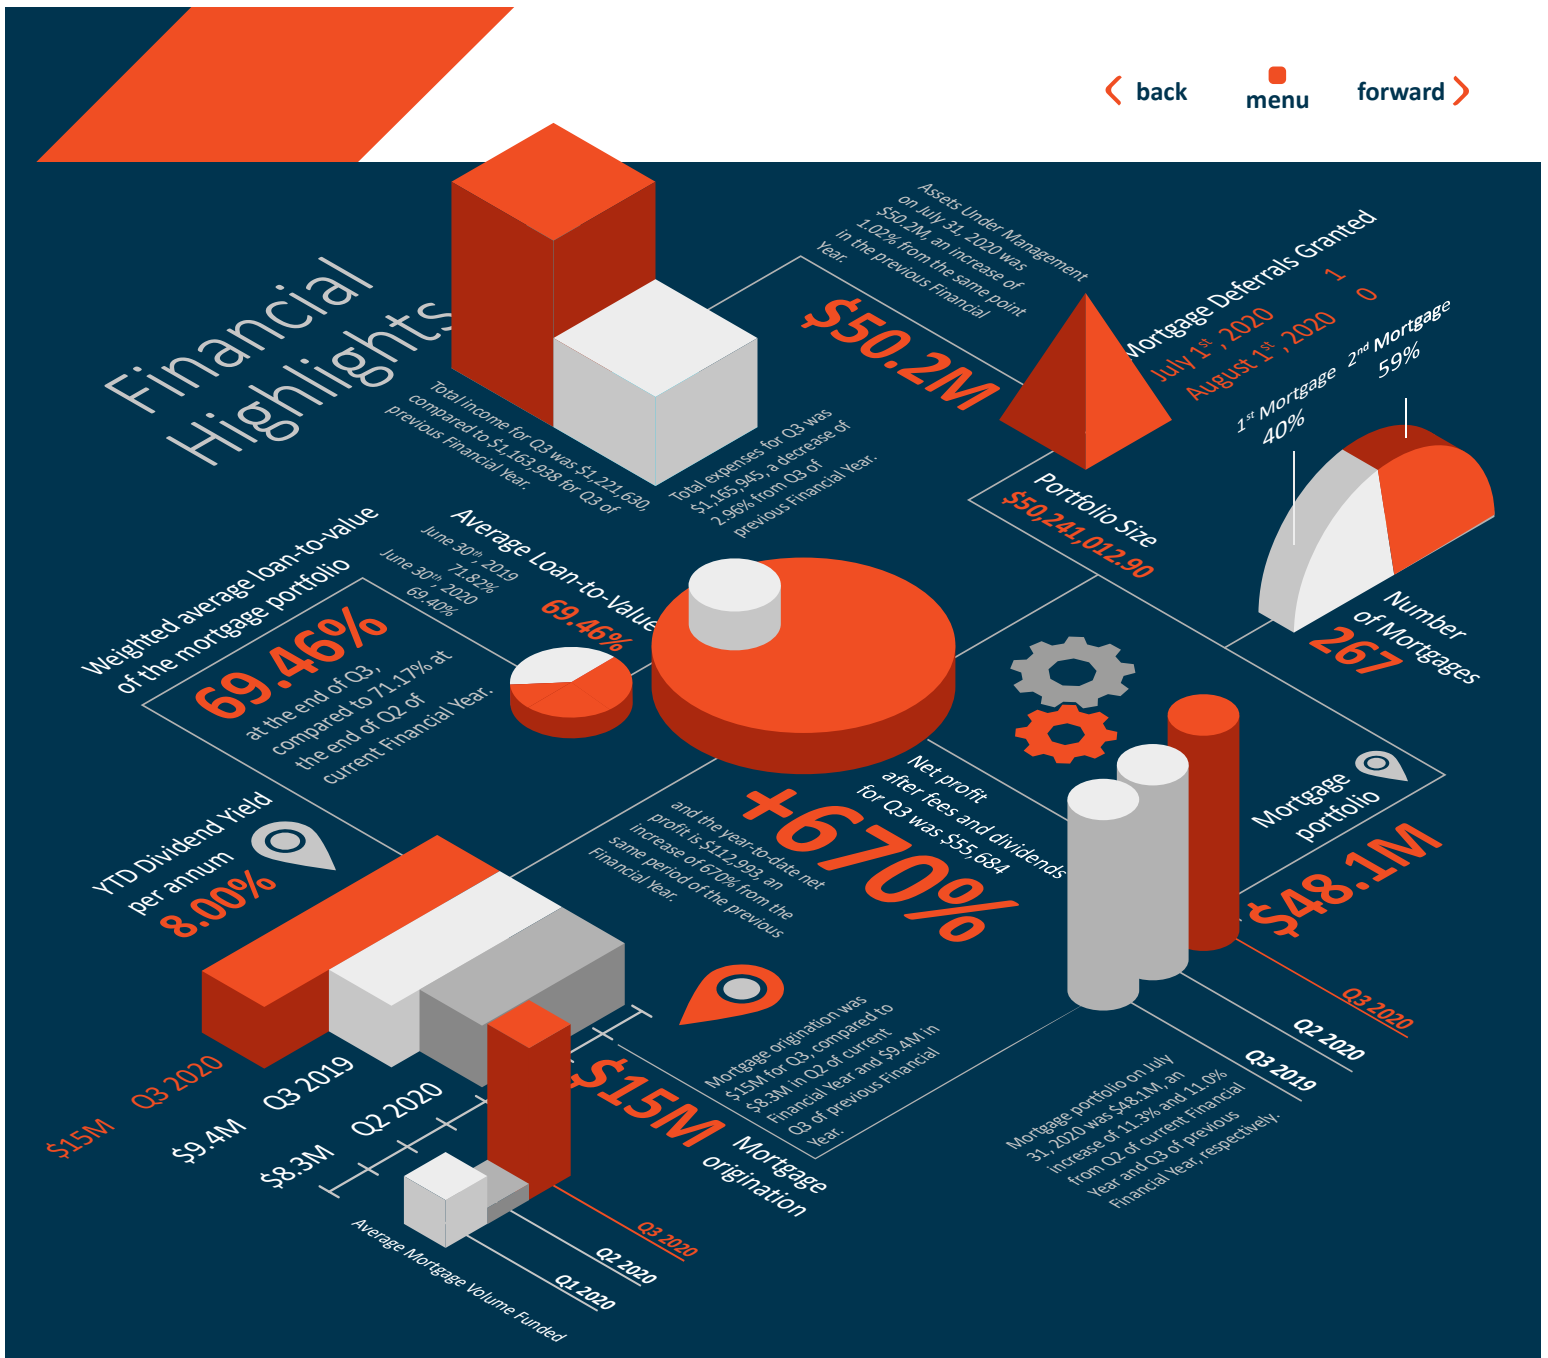 back
menu
forward
Financial
Highlights
Total income for Q3 was $1,221,630,
compared to $1,163,938 for Q3 of
previous Financial Year.
Total expenses for Q3 was
$1,165,945, a decrease of
2.96% from Q3 of
previous Financial Year.
Assets Under Management
on July 31, 2020 was
$50.2M, an increase of
1.02% from the same point
in the previous Financial
Year.
$50.2M
Mortgage Deferrals Granted
July 1st, 2020 1
August 1st, 2020 0
Portfolio Size
$50,241,012.90
1st Mortgage
40%
2nd Mortgage
59%
Number
of Mortgages
267
Weighted average loan-to-value
of the mortgage portfolio
69.46%
at the end of Q3,
compared to 71.17% at
the end of Q2 of
current Financial Year.
Average Loan-to-Value
June 30th, 2019
71.82%
June 30th, 2020
69.40%
69.46%
Net profit
after fees and dividends
for Q3 was $55,684
+670%
and the year-to-date net
profit is $112,993, an
increase of 670% from the
same period of the previous
Financial Year.
Mortgage
portfolio
$48.1M
Q3 2020
Q2 2020
Q3 2019
Mortgage portfolio on July
31, 2020 was $48.1M, an
increase of 11.3% and 11.0%
from Q2 of current Financial
Year and Q3 of previous
Financial Year, respectively.
YTD Dividend Yield
per annum
8.00%
$15M Q3 2020
$9.4M Q3 2019
$8.3M Q2 2020
Mortgage origination was
$15M for Q3, compared to
$8.3M in Q2 of current
Financial Year and $9.4M in
Q3 of previous Financial
Year.
$15M
Mortgage
origination
Q3 2020
Q2 2020
Q1 2020
Average Mortgage Volume Funded